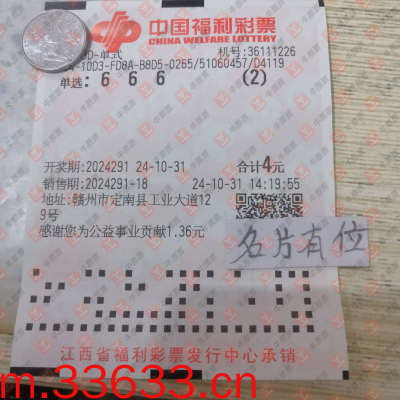 中国福利彩票
CHINA WELFARE LOTTERY
3D-单式 机号:36111226
-10D3-FD8A-B8D5-0265/51060457/D4119
单选: 6 6 6 (2)
开奖期:2024291 24-10-31 合计4元
销售期:2024291-18 24-10-31 14:19:55
地址:赣州市定南县工业大道12
9号
感谢您为公益事业贡献1.36元
名片有位
江西省福利彩票发行中心承销
m.33633.cn